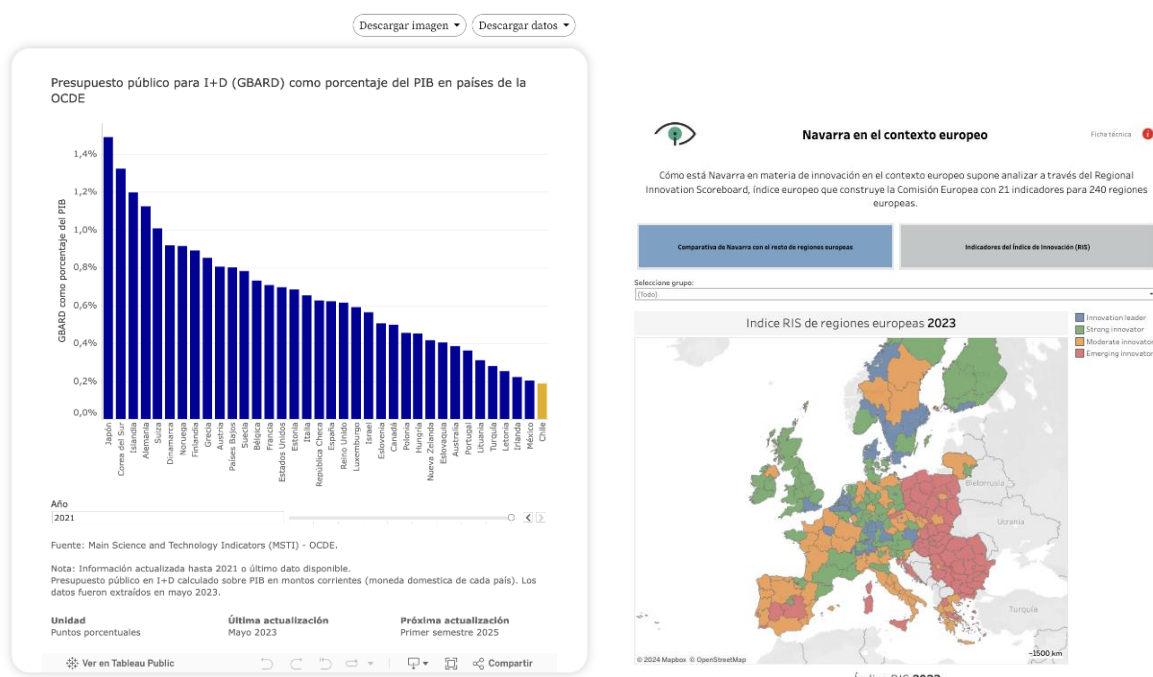 Descargar imagen
Descargar datos
Presupuesto público para I+D (GBARD) como porcentaje del PIB en países de la
OCDE
GBARD como porcentaje del PIB
1,4%
1,2%
1,0%
0,8%
0,6%
0,4%
0,2%
0,0%
Japón
Corea del Sur
Islandia
Alemania
Suiza
Dinamarca
Noruega
Finlandia
Grecia
Austria
Países Bajos
Suecia
Bélgica
Francia
Estados Unidos
Estonia
Italia
República Checa
España
Reino Unido
Luxemburgo
Israel
Eslovenia
Canadá
Polonia
Hungría
Nueva Zelanda
Eslovaquia
Australia
Portugal
Lituania
Turquía
Letonia
Irlanda
México
Chile
Año
2021
Fuente: Main Science and Technology Indicators (MSTI) - OCDE.
Nota: Información actualizada hasta 2021 o último dato disponible.
Presupuesto público en I+D calculado sobre PIB en montos corrientes (moneda domestica de cada país). Los
datos fueron extraídos en mayo 2023.
Unidad
Puntos porcentuales
Última actualización
Mayo 2023
Próxima actualización
Primer semestre 2025
Ver en Tableau Public
Compartir
Navarra en el contexto europeo
Ficha técnica
Cómo está Navarra en materia de innovación en el contexto europeo supone analizar a través del Regional
Innovation Scoreboard, índice europeo que construye la Comisión Europea con 21 indicadores para 240 regiones
europeas.
Comparativa de Navarra con el resto de regiones europeas
Indicadores del Índice de Innovación (RIS)
Seleccione grupo:
(Todo)
Indice RIS de regiones europeas 2023
Innovation leader
Strong innovator
Moderate innovator
Emerging innovator
Bielorrusia
Ucrania
Turquía
© 2024 Mapbox © OpenStreetMap
~1500 km